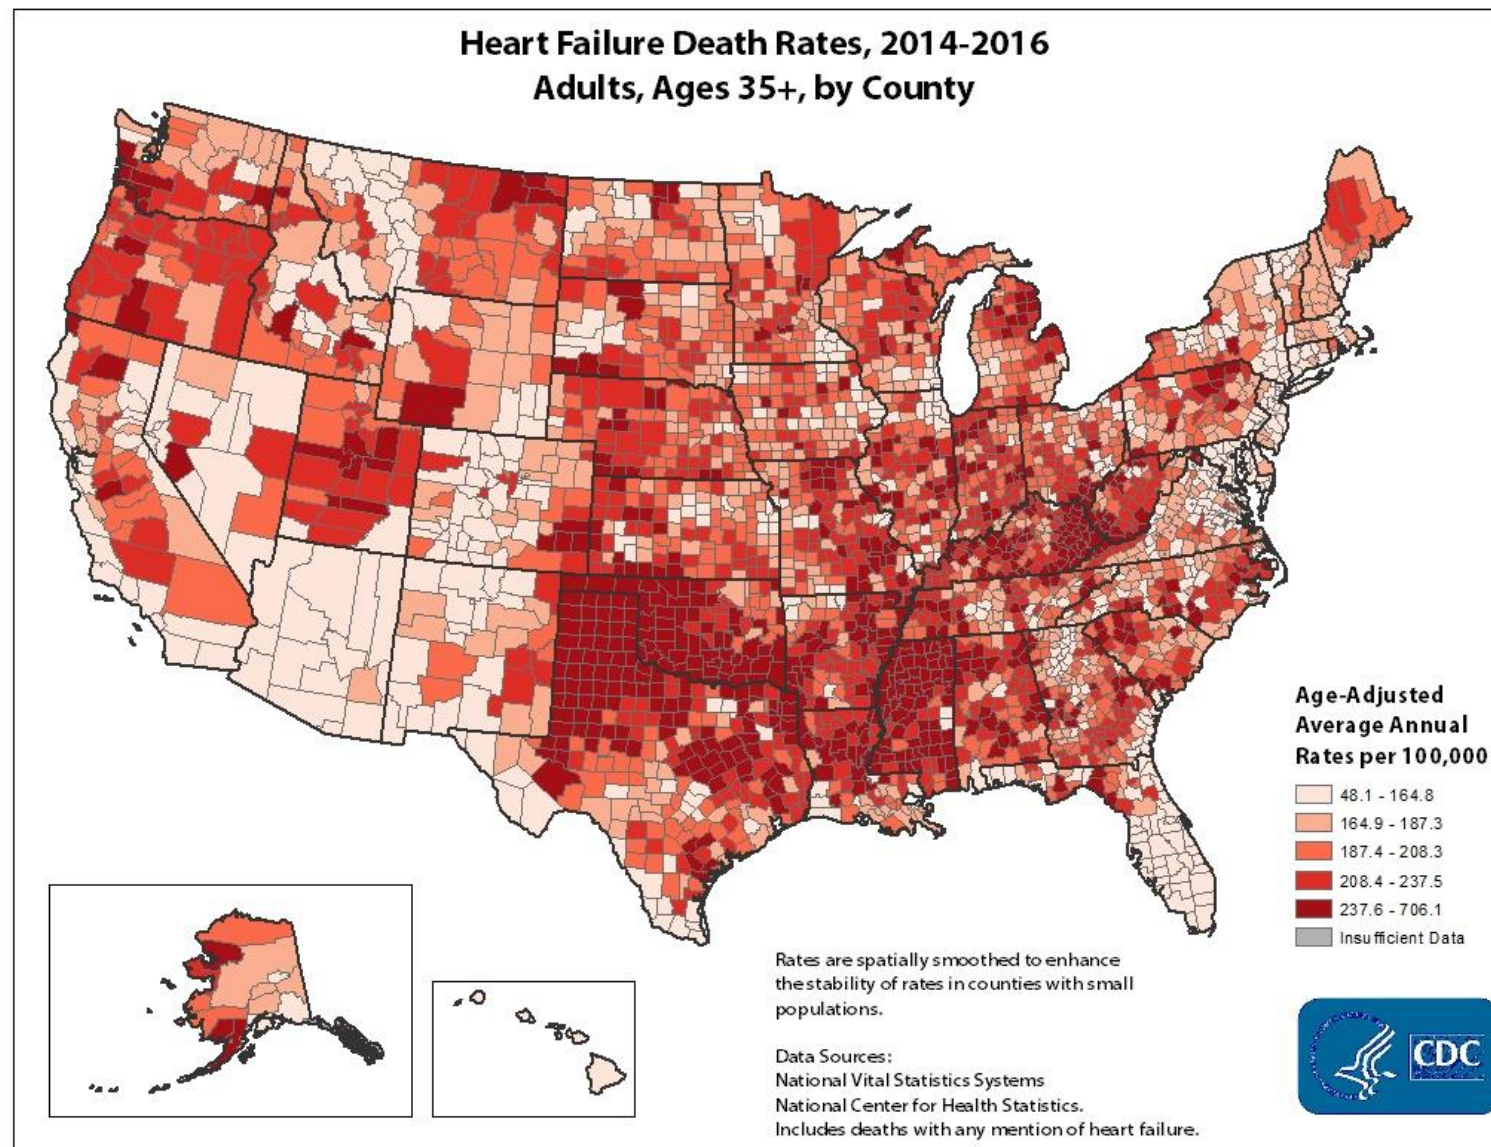 Heart Failure Death Rates, 2014-2016
Adults, Ages 35+, by County
Age-Adjusted
Average Annual
Rates per 100,000
48.1 - 164.8
164.9 - 187.3
187.4 - 208.3
208.4 - 237.5
237.6 - 706.1
Insufficient Data
Rates are spatially smoothed to enhance
the stability of rates in counties with small
populations.
Data Sources:
National Vital Statistics Systems
National Center for Health Statistics.
Includes deaths with any mention of heart failure.
CDC